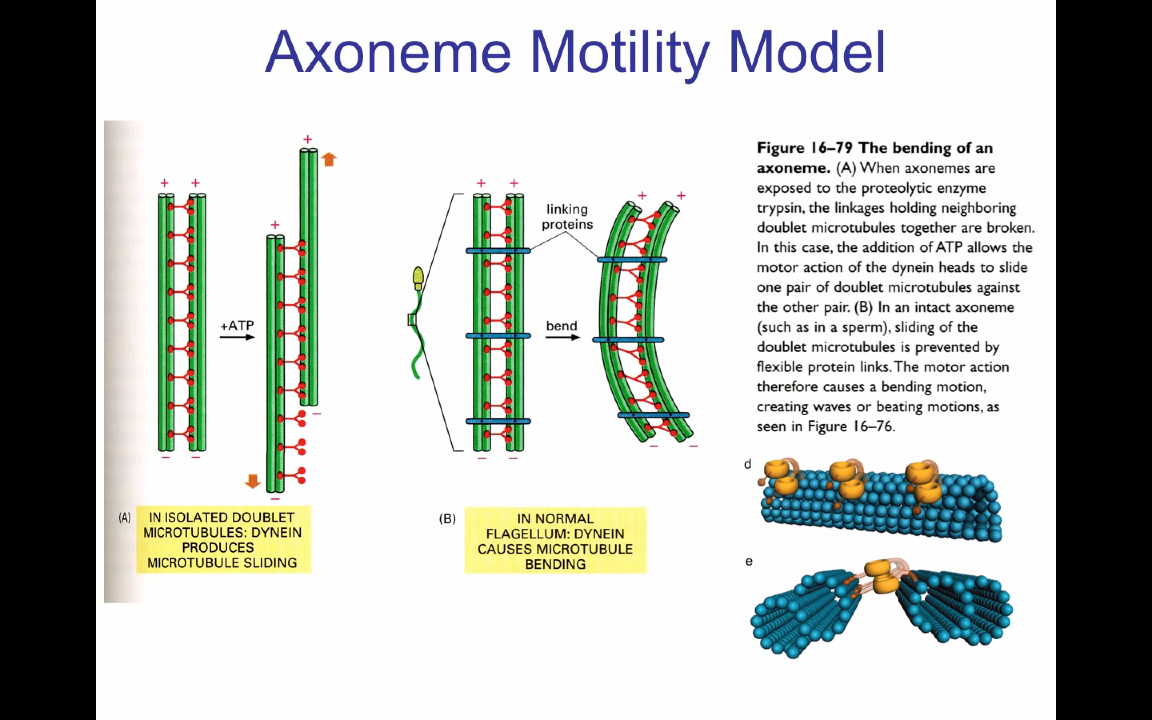 Axoneme Motility Model
+ +
+ATP
+
+
−
−
− −
(A) IN ISOLATED DOUBLET
MICROTUBULES: DYNEIN
PRODUCES
MICROTUBULE SLIDING
+ +
linking
proteins
bend
+ +
− −
− −
(B) IN NORMAL
FLAGELLUM: DYNEIN
CAUSES MICROTUBULE
BENDING
Figure 16–79 The bending of an
axoneme. (A) When axonemes are
exposed to the proteolytic enzyme
trypsin, the linkages holding neighboring
doublet microtubules together are broken.
In this case, the addition of ATP allows the
motor action of the dynein heads to slide
one pair of doublet microtubules against
the other pair. (B) In an intact axoneme
(such as in a sperm), sliding of the
doublet microtubules is prevented by
flexible protein links. The motor action
therefore causes a bending motion,
creating waves or beating motions, as
seen in Figure 16–76.
d
e